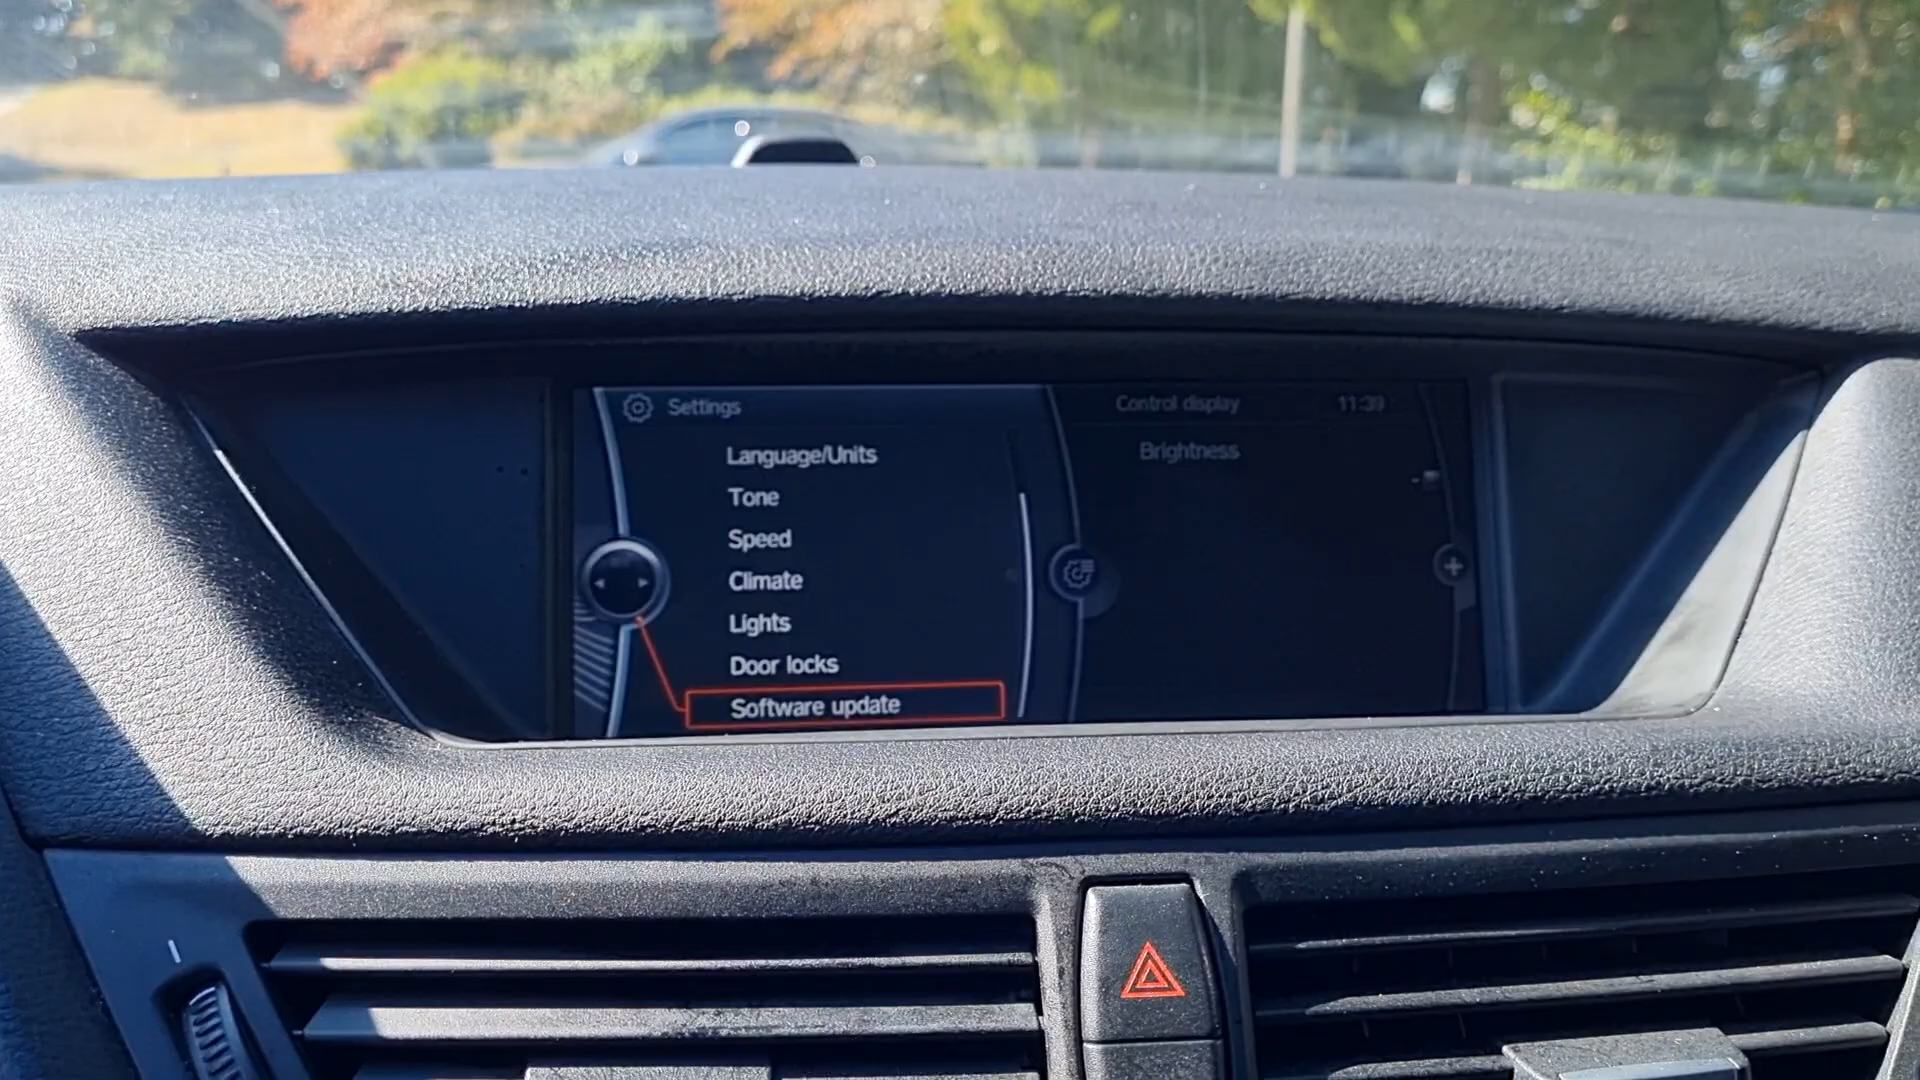 Settings
Language/Units
Tone
Speed
Climate
Lights
Door locks
Software update
Control display 11:39
Brightness